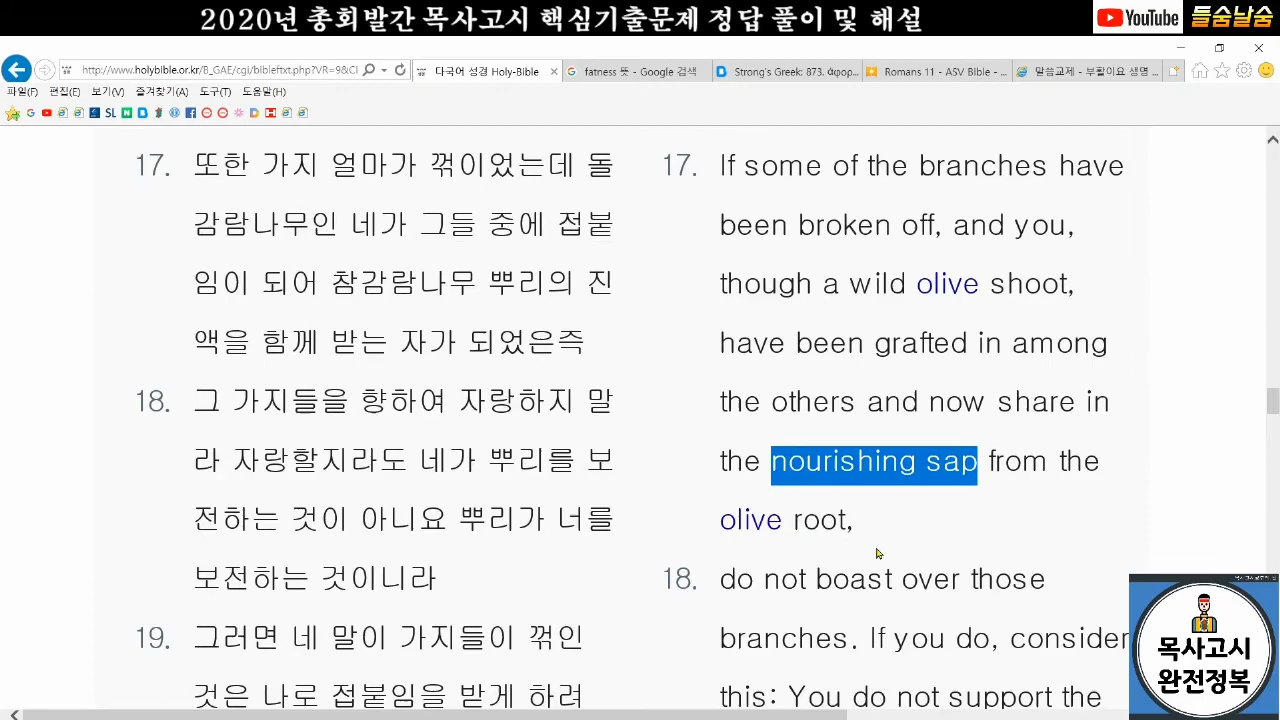 2020년 총회발간 목사고시 핵심기출문제 정답 풀이 및 해설
YouTube 들숨날숨
http://www.holybible.or.kr/B_GAE/cgi/bibleftxt.php?VR=9&CI
다국어 성경 Holy-Bible
fatness 뜻 - Google 검색
Strong's Greek: 873. ἀφορ...
Romans 11 - ASV Bible - ...
말씀교제 - 부활이요 생명 ...
파일(F) 편집(E) 보기(V) 즐겨찾기(A) 도구(T) 도움말(H)
17. 또한 가지 얼마가 꺾이었는데 돌
감람나무인 네가 그들 중에 접붙
임이 되어 참감람나무 뿌리의 진
액을 함께 받는 자가 되었은즉
18. 그 가지들을 향하여 자랑하지 말
라 자랑할지라도 네가 뿌리를 보
전하는 것이 아니요 뿌리가 너를
보전하는 것이니라
19. 그러면 네 말이 가지들이 꺾인
것은 나로 접붙임을 받게 하려
17. If some of the branches have
been broken off, and you,
though a wild olive shoot,
have been grafted in among
the others and now share in
the nourishing sap from the
olive root,
18. do not boast over those
branches. If you do, consider
this: You do not support the
목사고시
완전정복